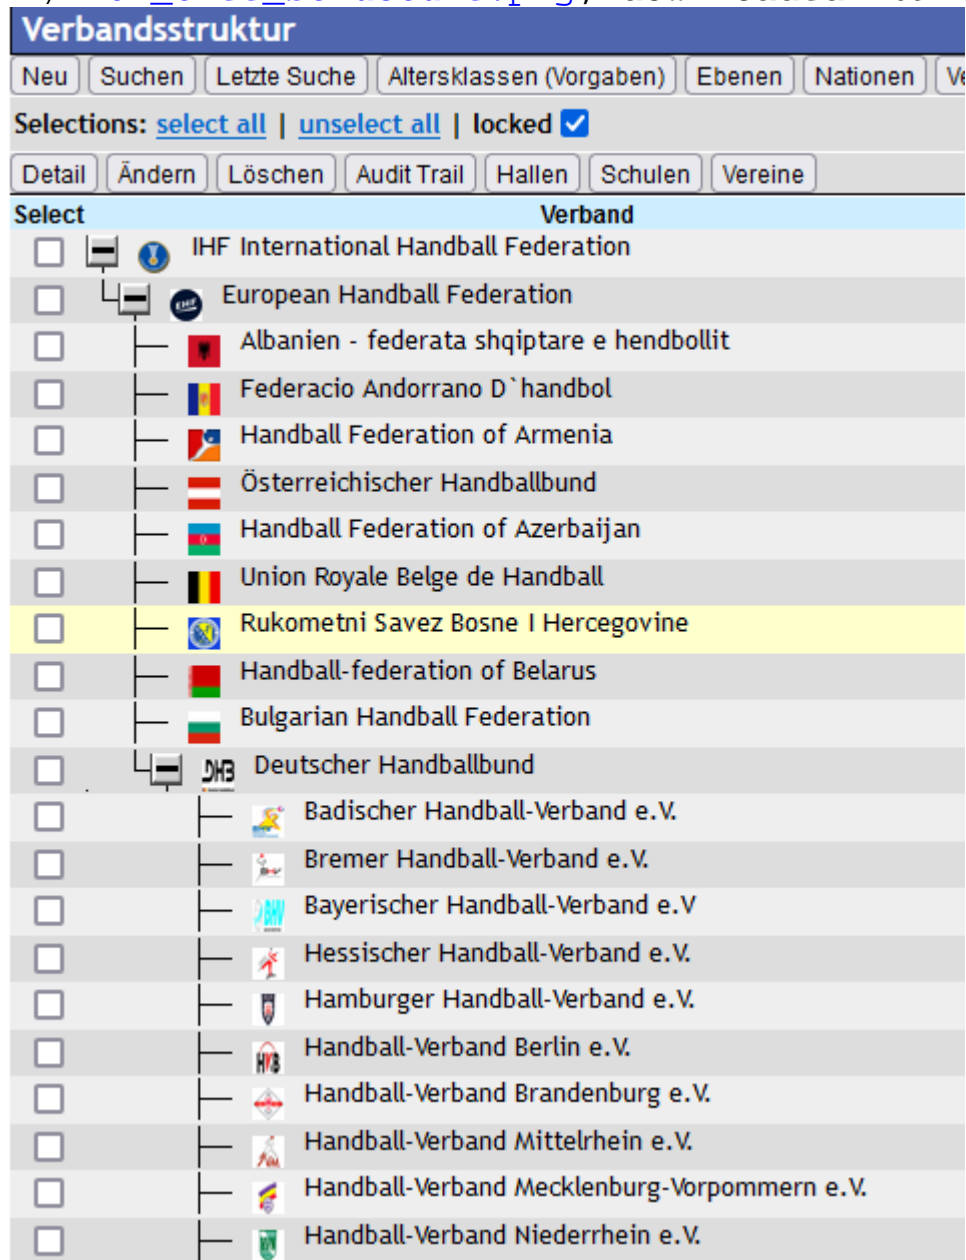 Verbandsstruktur
Neu Suchen Letzte Suche Altersklassen (Vorgaben) Ebenen Nationen
Selections: select all | unselect all | locked
Detail Ändern Löschen Audit Trail Hallen Schulen Vereine
Select Verband
IHF International Handball Federation
EHF European Handball Federation
Albanien - federata shqiptare e hendbollit
Federacio Andorrano D`handbol
Handball Federation of Armenia
Österreichischer Handballbund
Handball Federation of Azerbaijan
Union Royale Belge de Handball
Rukometni Savez Bosne I Hercegovine
Handball-federation of Belarus
Bulgarian Handball Federation
DHB Deutscher Handballbund
Badischer Handball-Verband e.V.
Bremer Handball-Verband e.V.
BHV Bayerischer Handball-Verband e.V
Hessischer Handball-Verband e.V.
Hamburger Handball-Verband e.V.
HVB Handball-Verband Berlin e.V.
Handball-Verband Brandenburg e.V.
Handball-Verband Mittelrhein e.V.
Handball-Verband Mecklenburg-Vorpommern e.V.
Handball-Verband Niederrhein e.V.